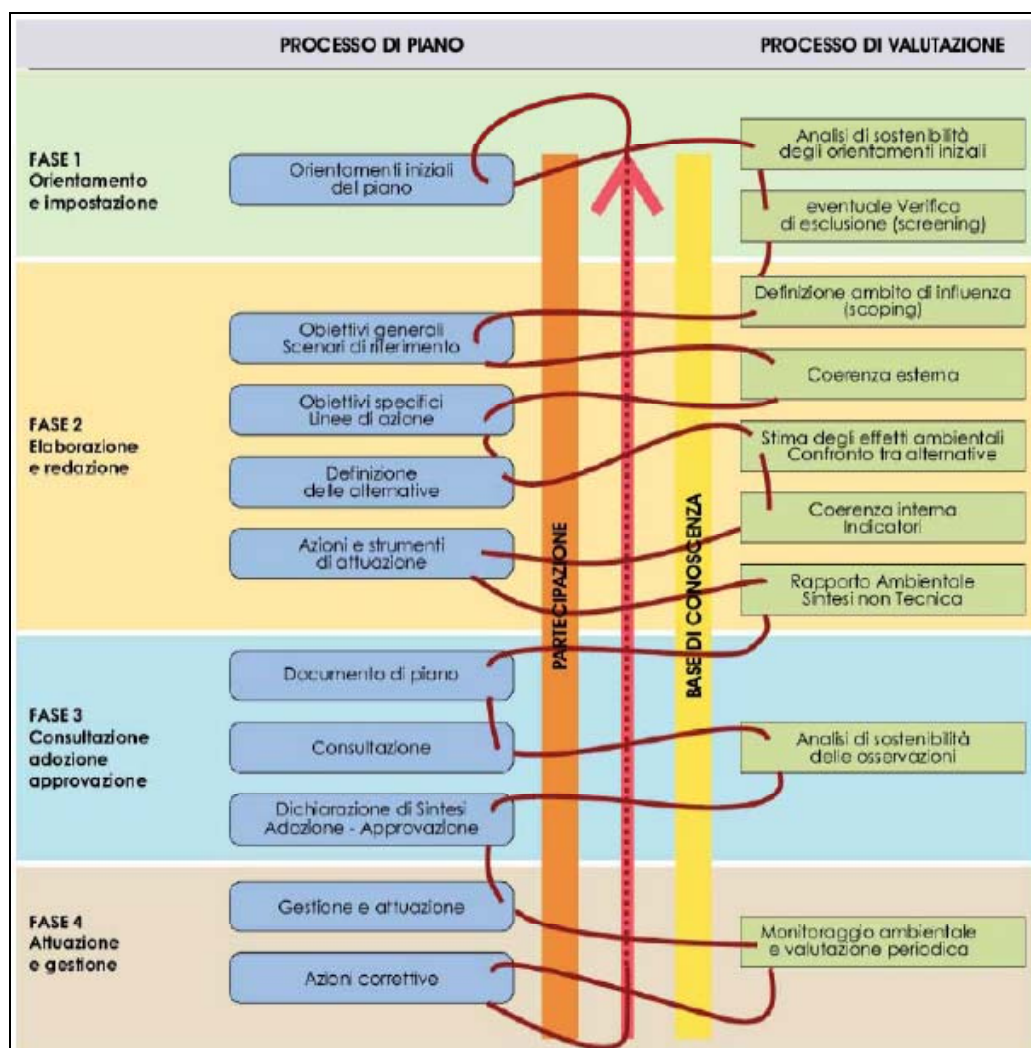 PROCESSO DI PIANO
PROCESSO DI VALUTAZIONE
FASE 1
Orientamento
e impostazione
Orientamenti iniziali
del piano
Analisi di sostenibilità
degli orientamenti iniziali
eventuale Verifica
di esclusione (screening)
FASE 2
Elaborazione
e redazione
Obiettivi generali
Scenari di riferimento
Obiettivi specifici
Linee di azione
Definizione
delle alternative
Azioni e strumenti
di attuazione
Definizione ambito di influenza
(scoping)
Coerenza esterna
Stima degli effetti ambientali
Confronto tra alternative
Coerenza interna
Indicatori
Rapporto Ambientale
Sintesi non Tecnica
PARTECIPAZIONE
BASE DI CONOSCENZA
FASE 3
Consultazione
adozione
approvazione
Documento di piano
Consultazione
Dichiarazione di Sintesi
Adozione - Approvazione
Analisi di sostenibilità
delle osservazioni
FASE 4
Attuazione
e gestione
Gestione e attuazione
Azioni correttive
Monitoraggio ambientale
e valutazione periodica